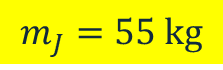 m_J = 55 kg